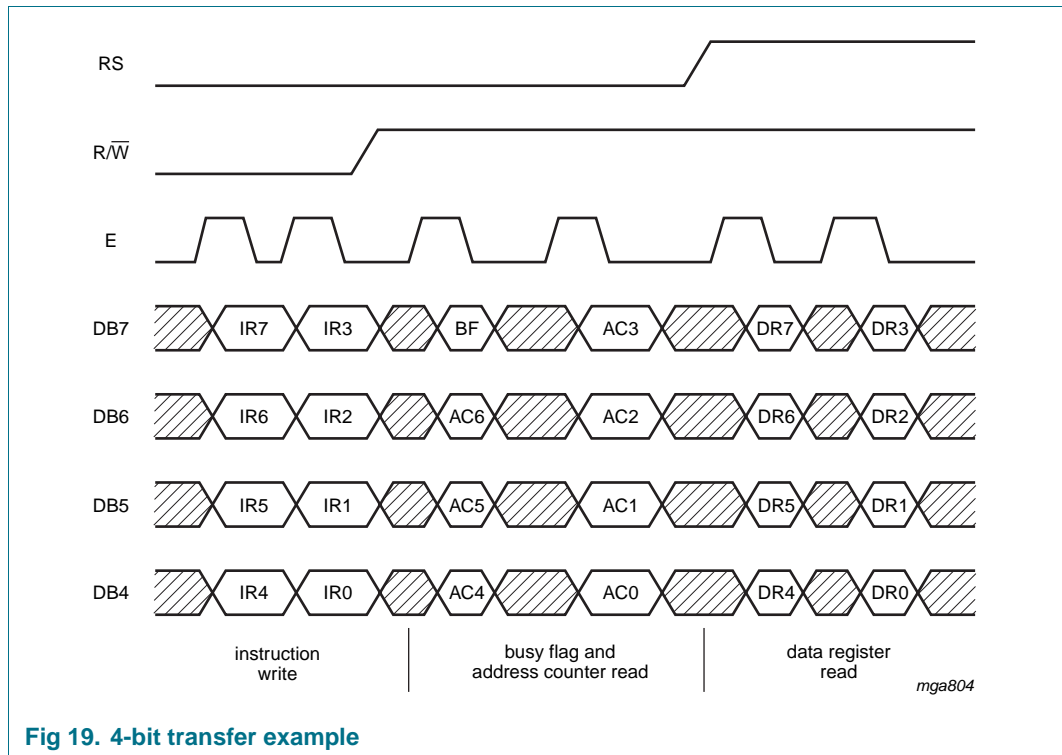 RS
R/W
E
DB7 IR7 IR3 BF AC3 DR7 DR3
DB6 IR6 IR2 AC6 AC2 DR6 DR2
DB5 IR5 IR1 AC5 AC1 DR5 DR1
DB4 IR4 IR0 AC4 AC0 DR4 DR0
instruction
write
busy flag and
address counter read
data register
read
mga804
Fig 19. 4-bit transfer example